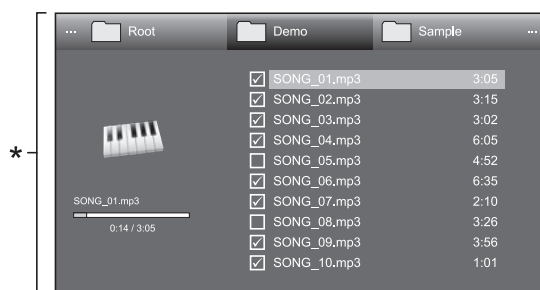 ... Root Demo Sample ...
✓ SONG_01.mp3 3:05
✓ SONG_02.mp3 3:15
✓ SONG_03.mp3 3:02
✓ SONG_04.mp3 6:05
SONG_05.mp3 4:52
✓ SONG_06.mp3 6:35
✓ SONG_07.mp3 2:10
SONG_08.mp3 3:26
✓ SONG_09.mp3 3:56
✓ SONG_10.mp3 1:01
SONG_01.mp3
0:14 / 3:05
*